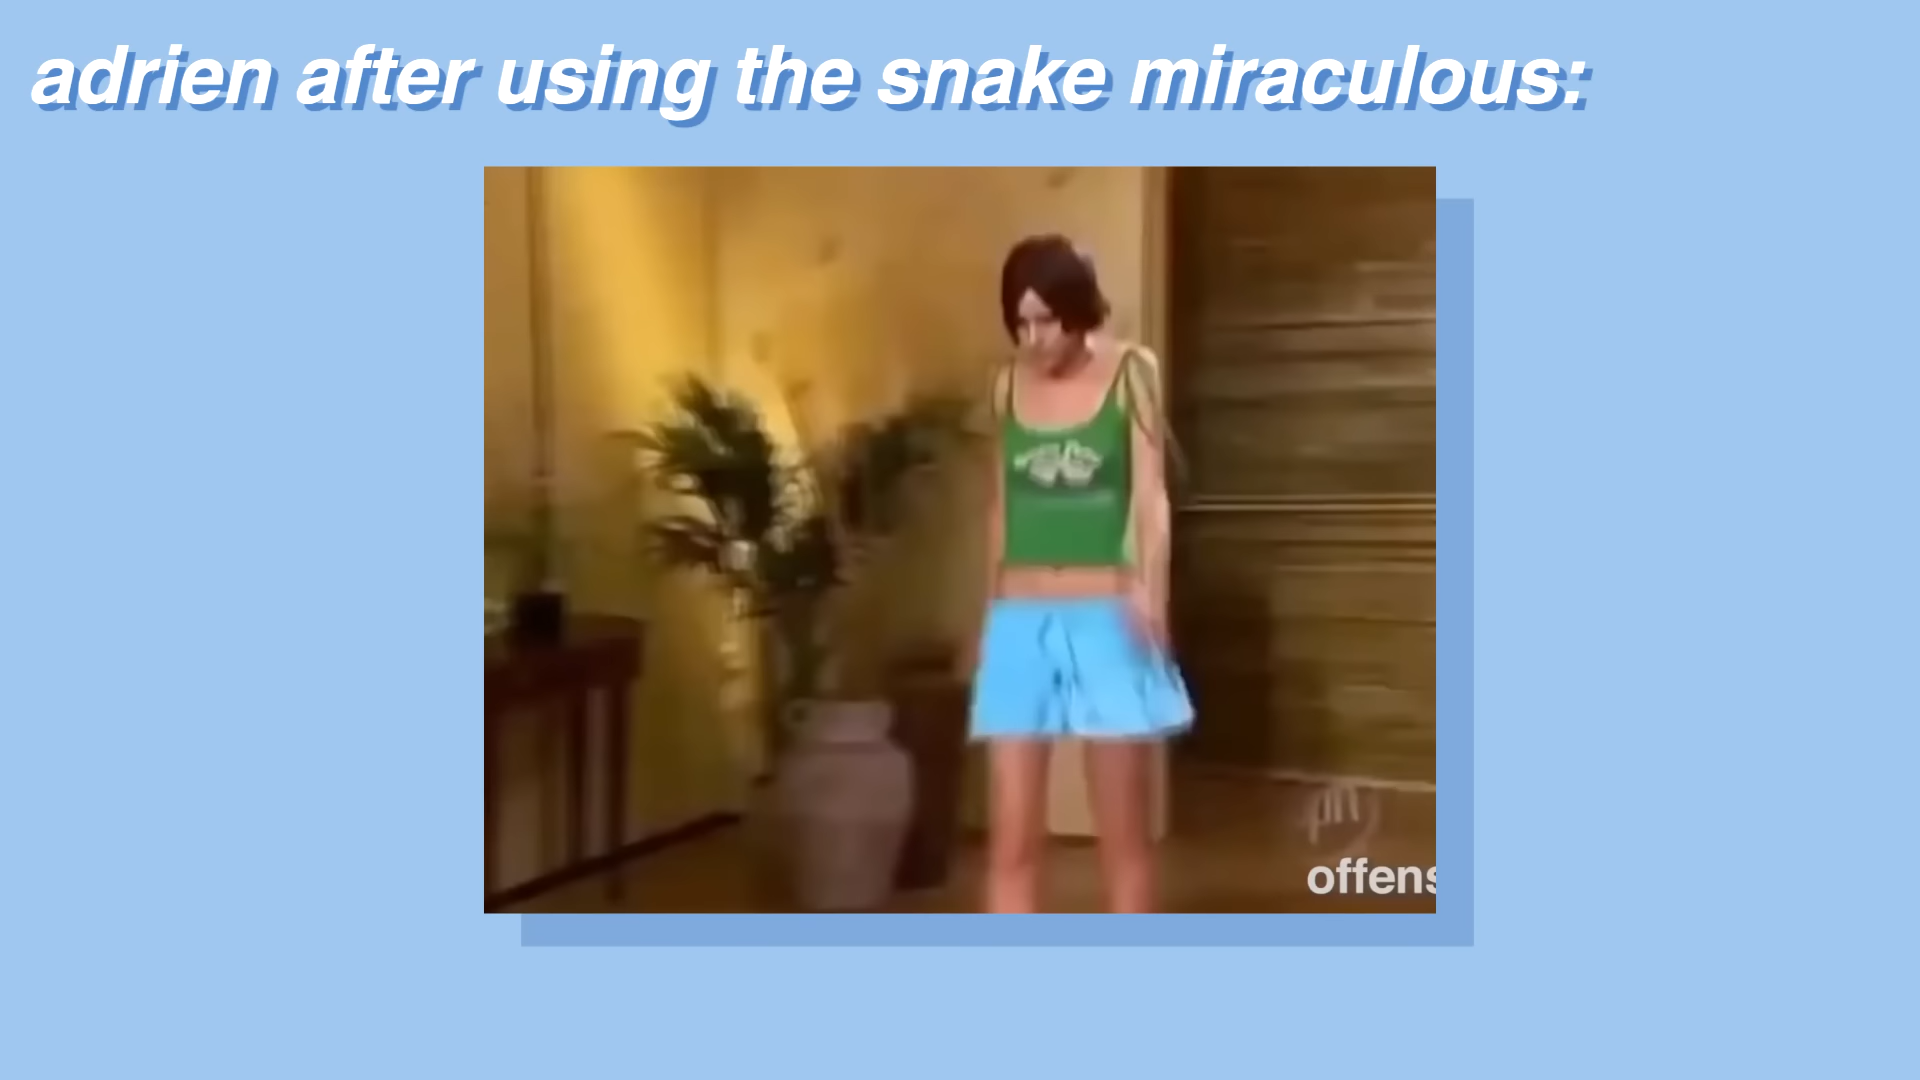 adrien after using the snake miraculous:
offens